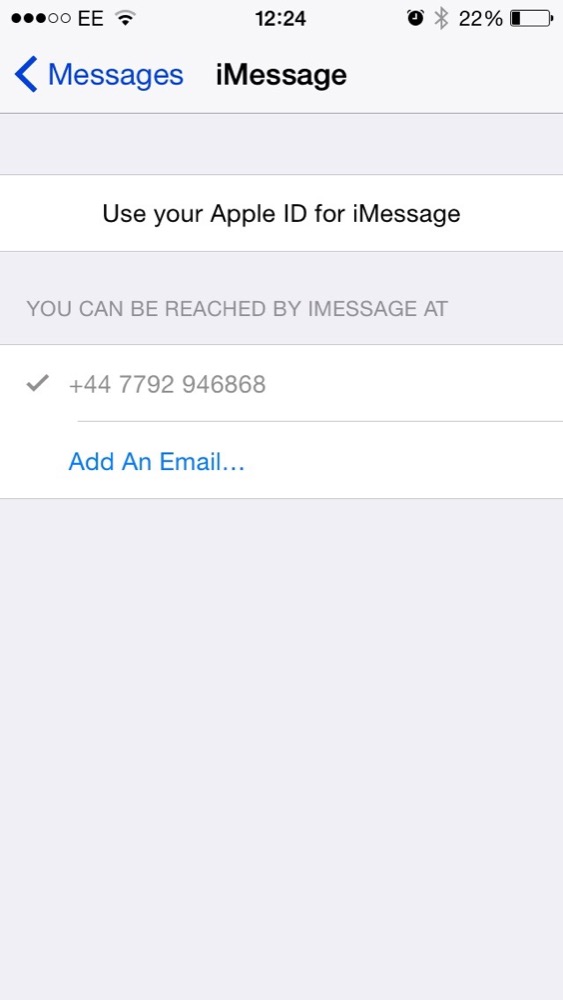 EE 12:24 22%
Messages iMessage
Use your Apple ID for iMessage
YOU CAN BE REACHED BY IMESSAGE AT
+44 7792 946868
Add An Email...